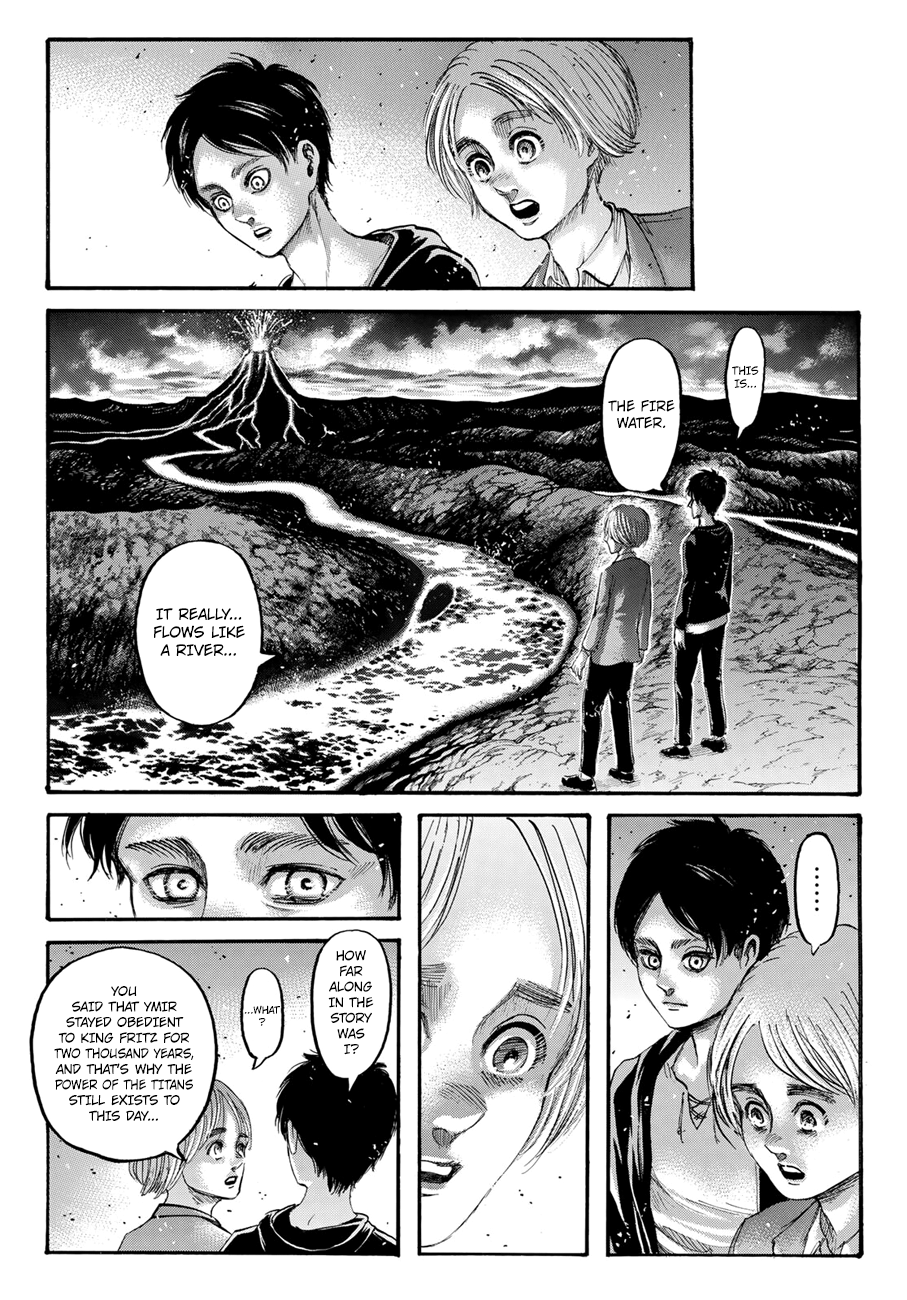 THIS
IS...
THE FIRE
WATER.
IT REALLY...
FLOWS LIKE
A RIVER...
......
HOW
FAR
ALONG
IN THE
STORY
WAS
I?
...WHAT
?
YOU
SAID THAT YMIR
STAYED OBEDIENT
TO KING FRITZ FOR
TWO THOUSAND YEARS,
AND THAT'S WHY THE
POWER OF THE TITANS
STILL EXISTS TO
THIS DAY...